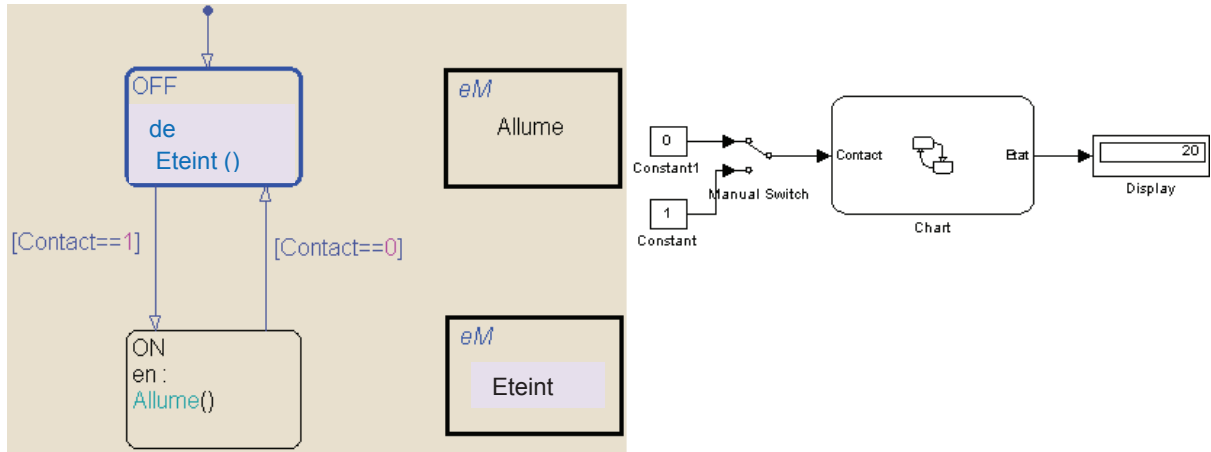 OFF
de
Eteint ()
[Contact==1]
[Contact==0]
ON
en :
Allume()
eM
Allume
eM
Eteint
0
Constant1
1
Constant
Manual Switch
Contact
Etat
Chart
20
Display